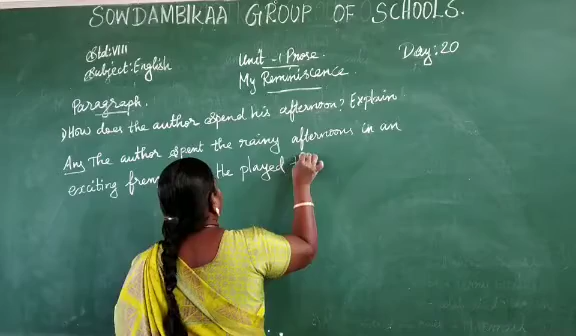 SOWDAMBIKAA GROUP OF SCHOOLS.
Std: VIII
Subject: English
Unit -1 Prose.
My Reminiscence.
Day: 20
Paragraph.
1) How does the author spend his afternoon? Explain
Ans The author spent the rainy afternoons in an
exciting He played